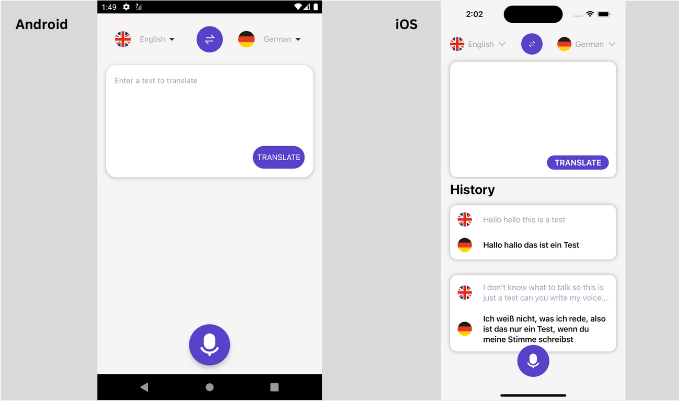 Android
1:49
English
German
Enter a text to translate
TRANSLATE
iOS
2:02
English
German
TRANSLATE
History
Hello hello this is a test
Hallo hallo das ist ein Test
I don't know what to talk so this is
just a test can you write my voice...
Ich weiß nicht, was ich rede, also
ist das nur ein Test, wenn du
meine Stimme schreibst